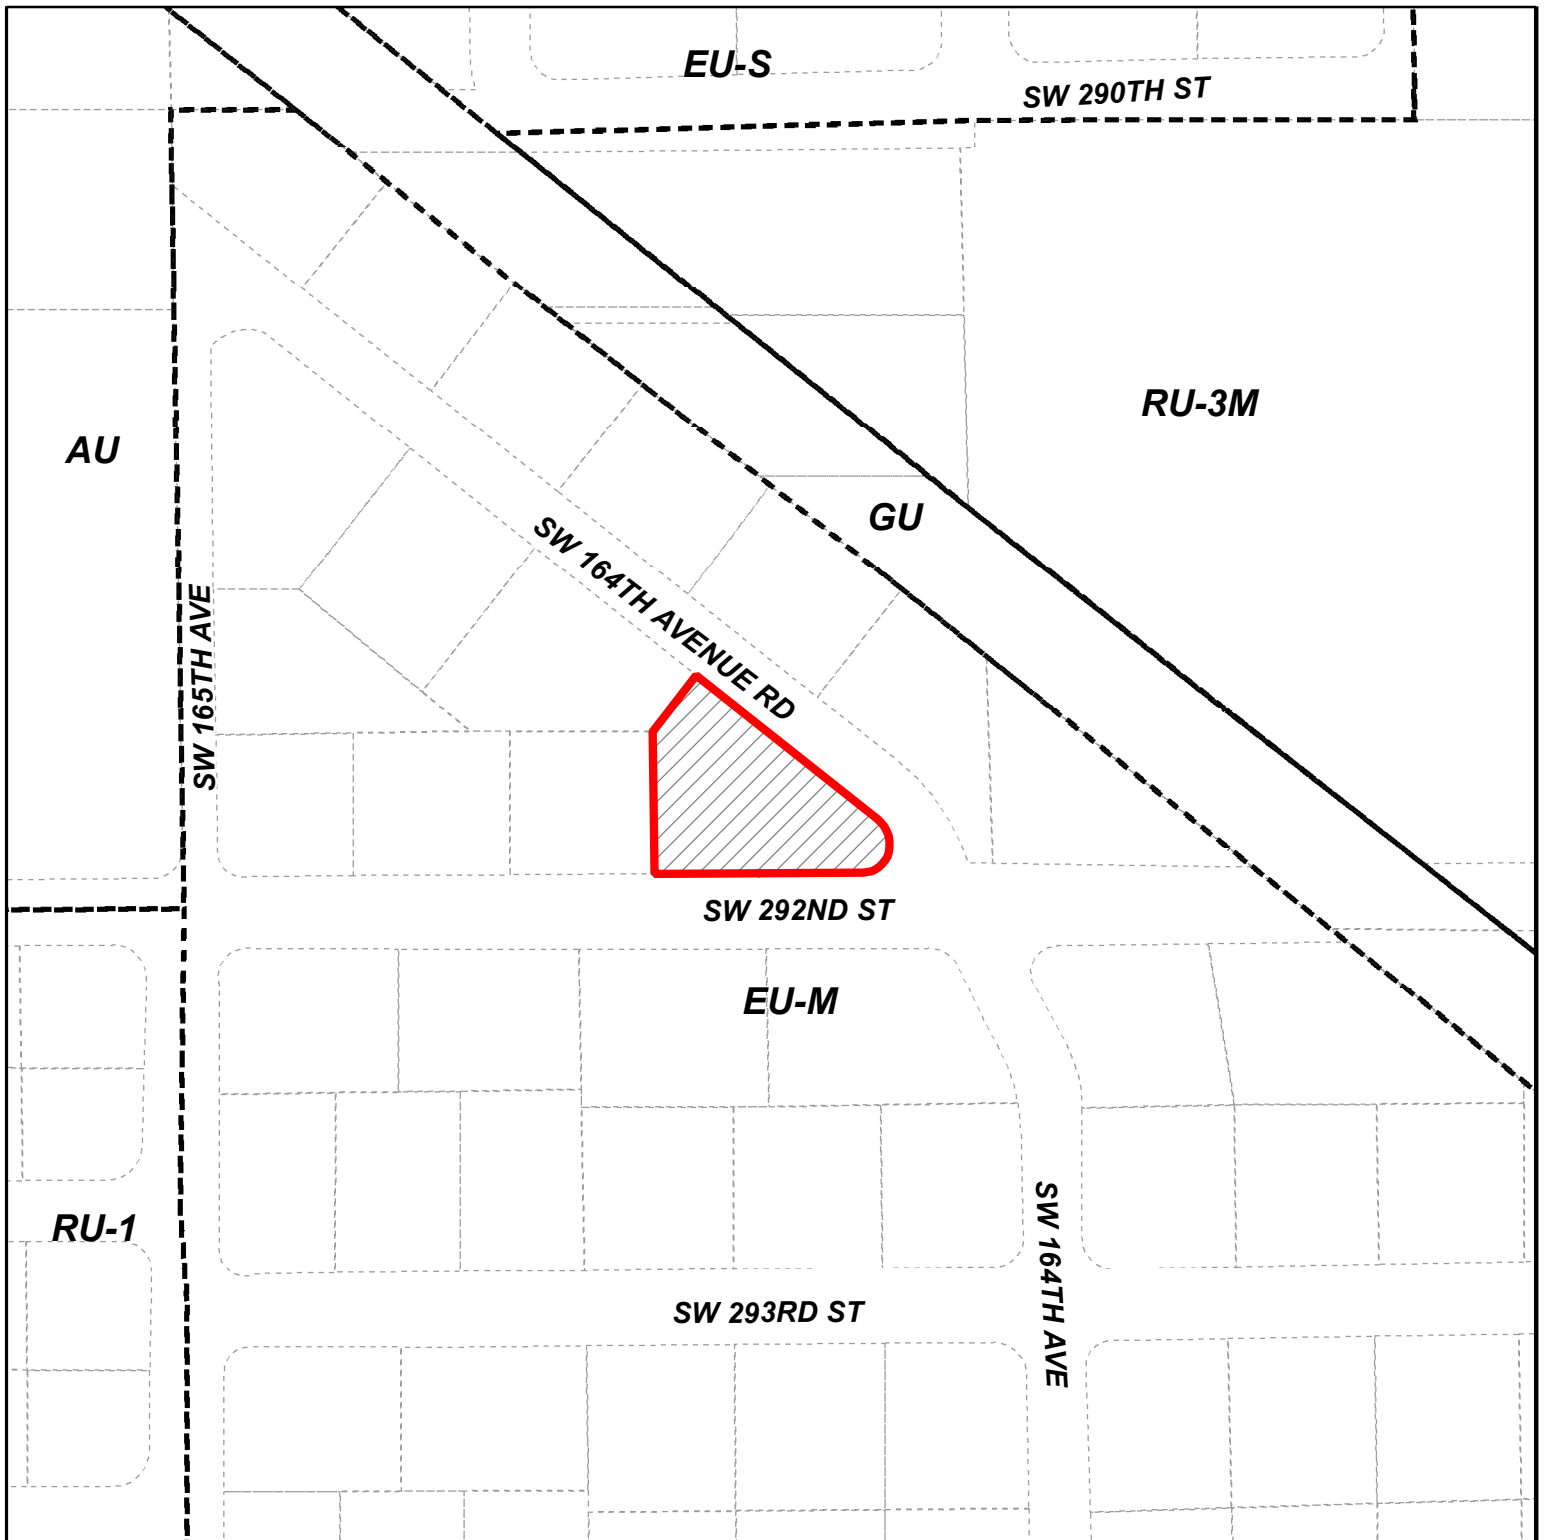 EU-S
SW 290TH ST
RU-3M
AU
GU
SW 164TH AVENUE RD
SW 165TH AVE
SW 292ND ST
EU-M
RU-1
SW 164TH AVE
SW 293RD ST